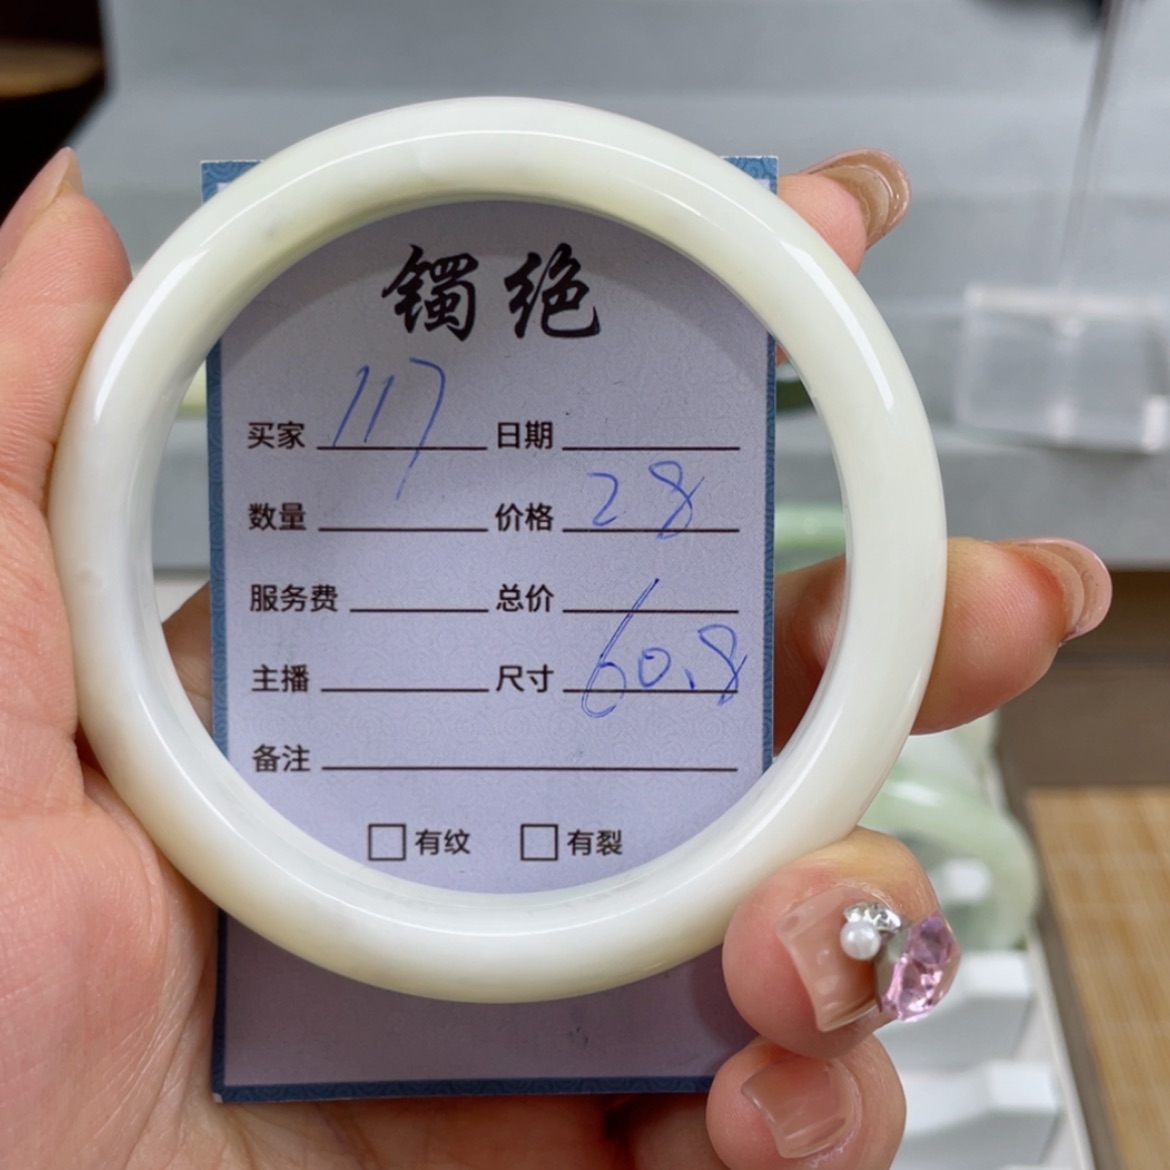 镯绝
买家 117 日期
数量 价格 28
服务费 总价
主播 尺寸 60.8
备注
有纹 有裂